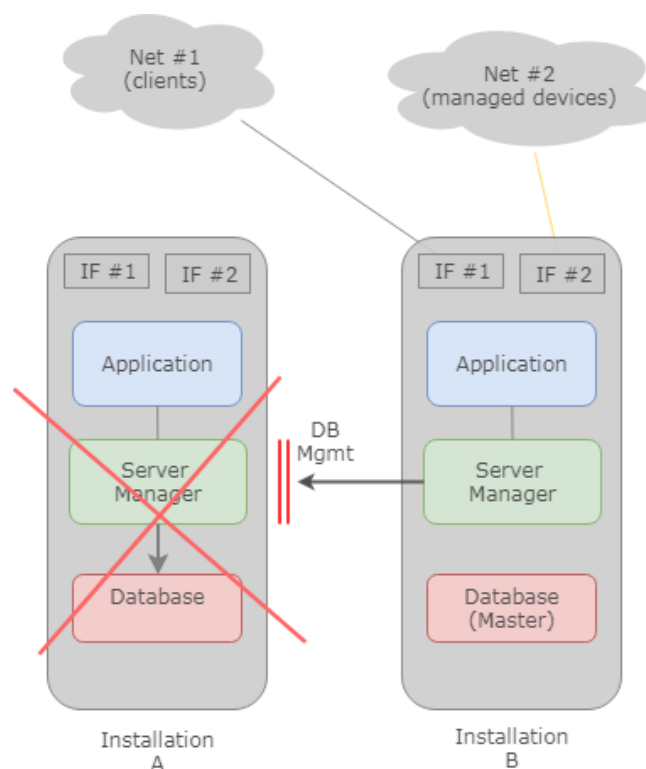 Net #1
(clients)
Net #2
(managed devices)
IF #1
IF #2
IF #1
IF #2
Application
Application
DB
Mgmt
Server
Manager
Server
Manager
Database
Database
(Master)
Installation
A
Installation
B